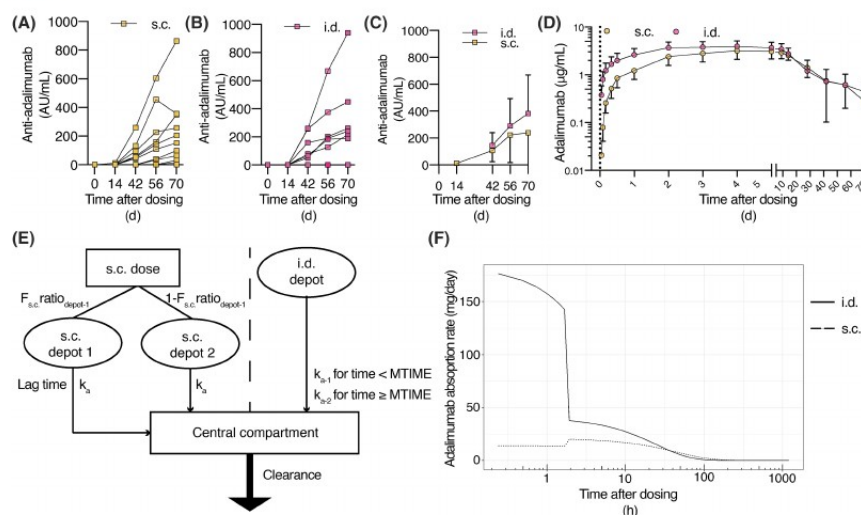 (A)
s.c.
Anti-adalimumab
(AU/mL)
1000
800
600
400
200
0
0 14 42 56 70
Time after dosing
(d)
(B)
i.d.
Anti-adalimumab
(AU/mL)
1000
800
600
400
200
0
0 14 42 56 70
Time after dosing
(d)
(C)
i.d.
s.c.
Anti-adalimumab
(AU/mL)
1000
800
600
400
200
0
0 14 42 56 70
Time after dosing
(d)
(D)
s.c. i.d.
Adalimumab (µg/mL)
10
1
0.1
0.01
0 1 2 3 4 5 10 20 30 40 50 60
Time after dosing
(d)
(E)
s.c. dose
F s.c. ratio depot-1
1-F s.c. ratio depot-1
s.c.
depot 1
s.c.
depot 2
i.d.
depot
Lag time
ka
ka
ka-1 for time < MTIME
ka-2 for time ≥ MTIME
Central compartment
Clearance
(F)
Adalimumab absoprtion rate (mg/day)
150
100
50
0
1 10 100 1000
Time after dosing
(h)
i.d.
s.c.